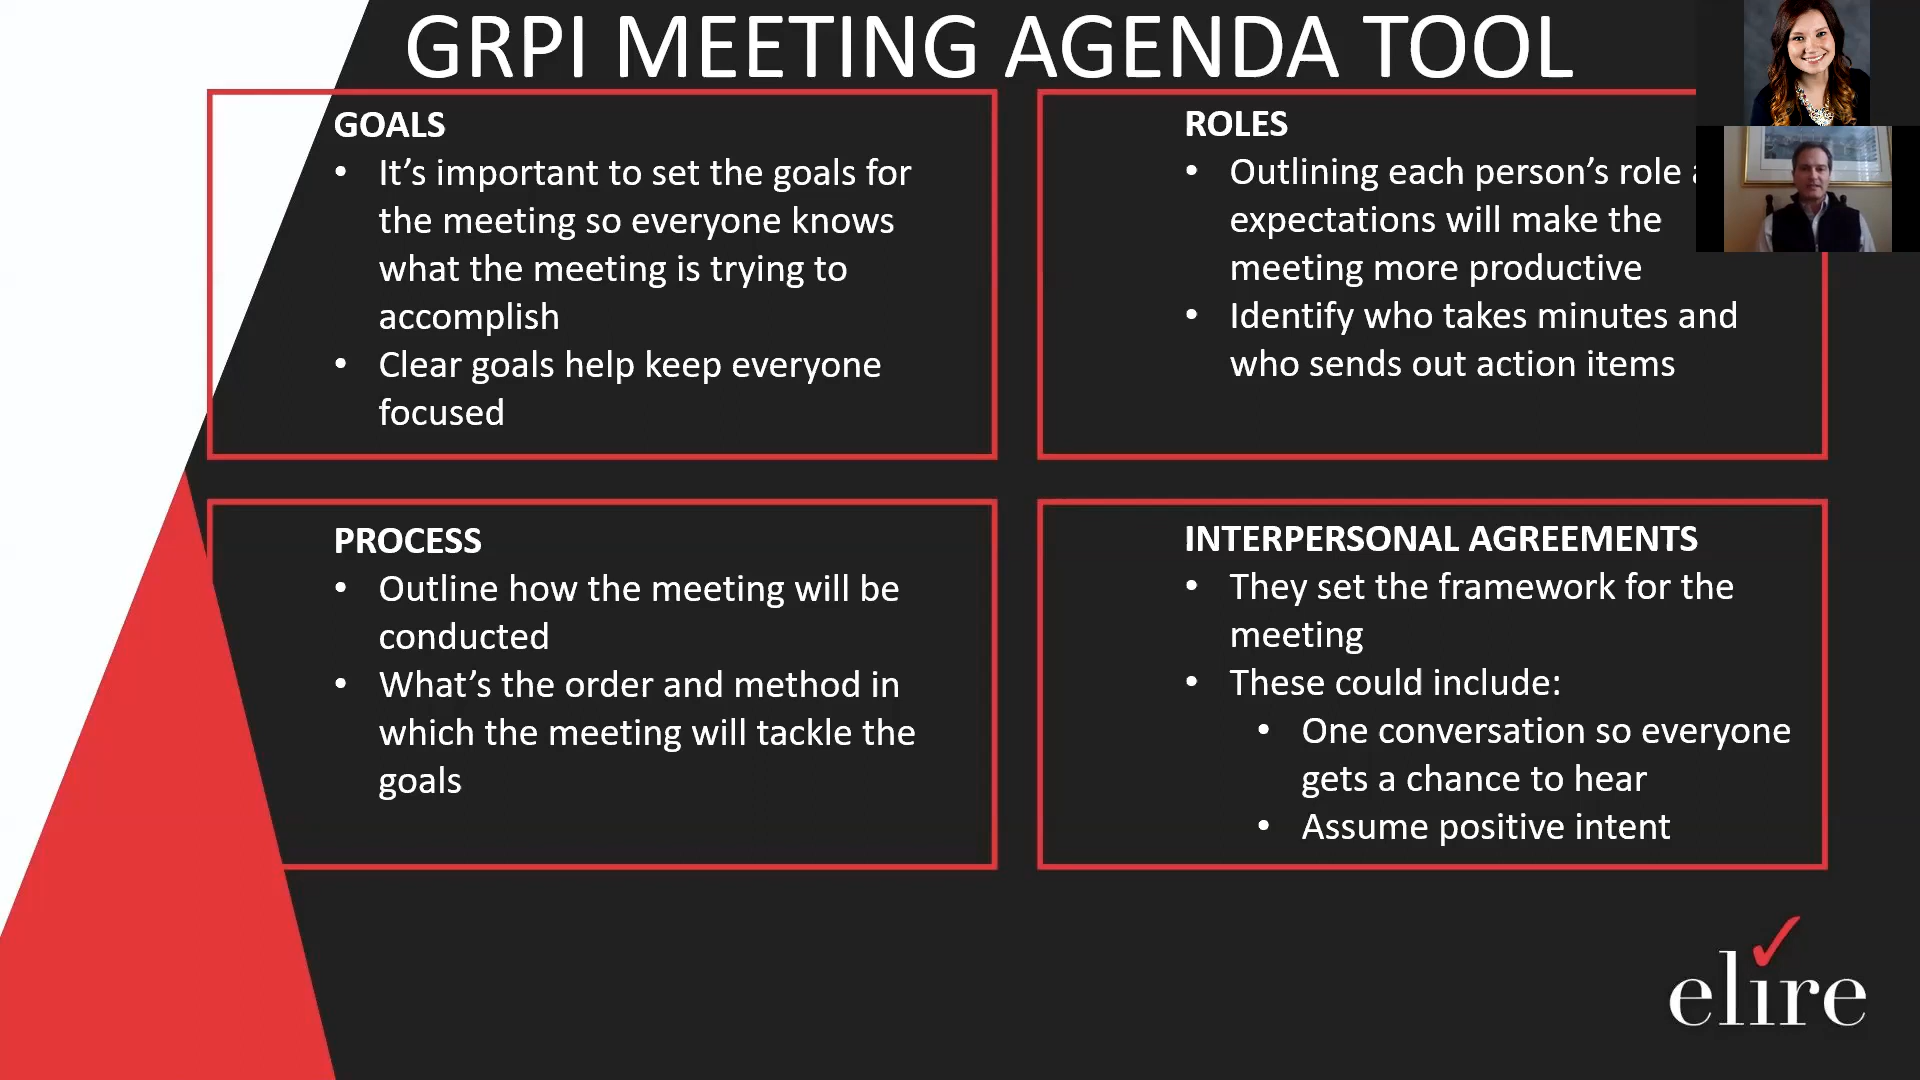 GRPI MEETING AGENDA TOOL
GOALS
• It’s important to set the goals for
the meeting so everyone knows
what the meeting is trying to
accomplish
• Clear goals help keep everyone
focused
ROLES
• Outlining each person’s role
expectations will make the
meeting more productive
• Identify who takes minutes and
who sends out action items
PROCESS
• Outline how the meeting will be
conducted
• What’s the order and method in
which the meeting will tackle the
goals
INTERPERSONAL AGREEMENTS
• They set the framework for the
meeting
• These could include:
• One conversation so everyone
gets a chance to hear
• Assume positive intent
elire